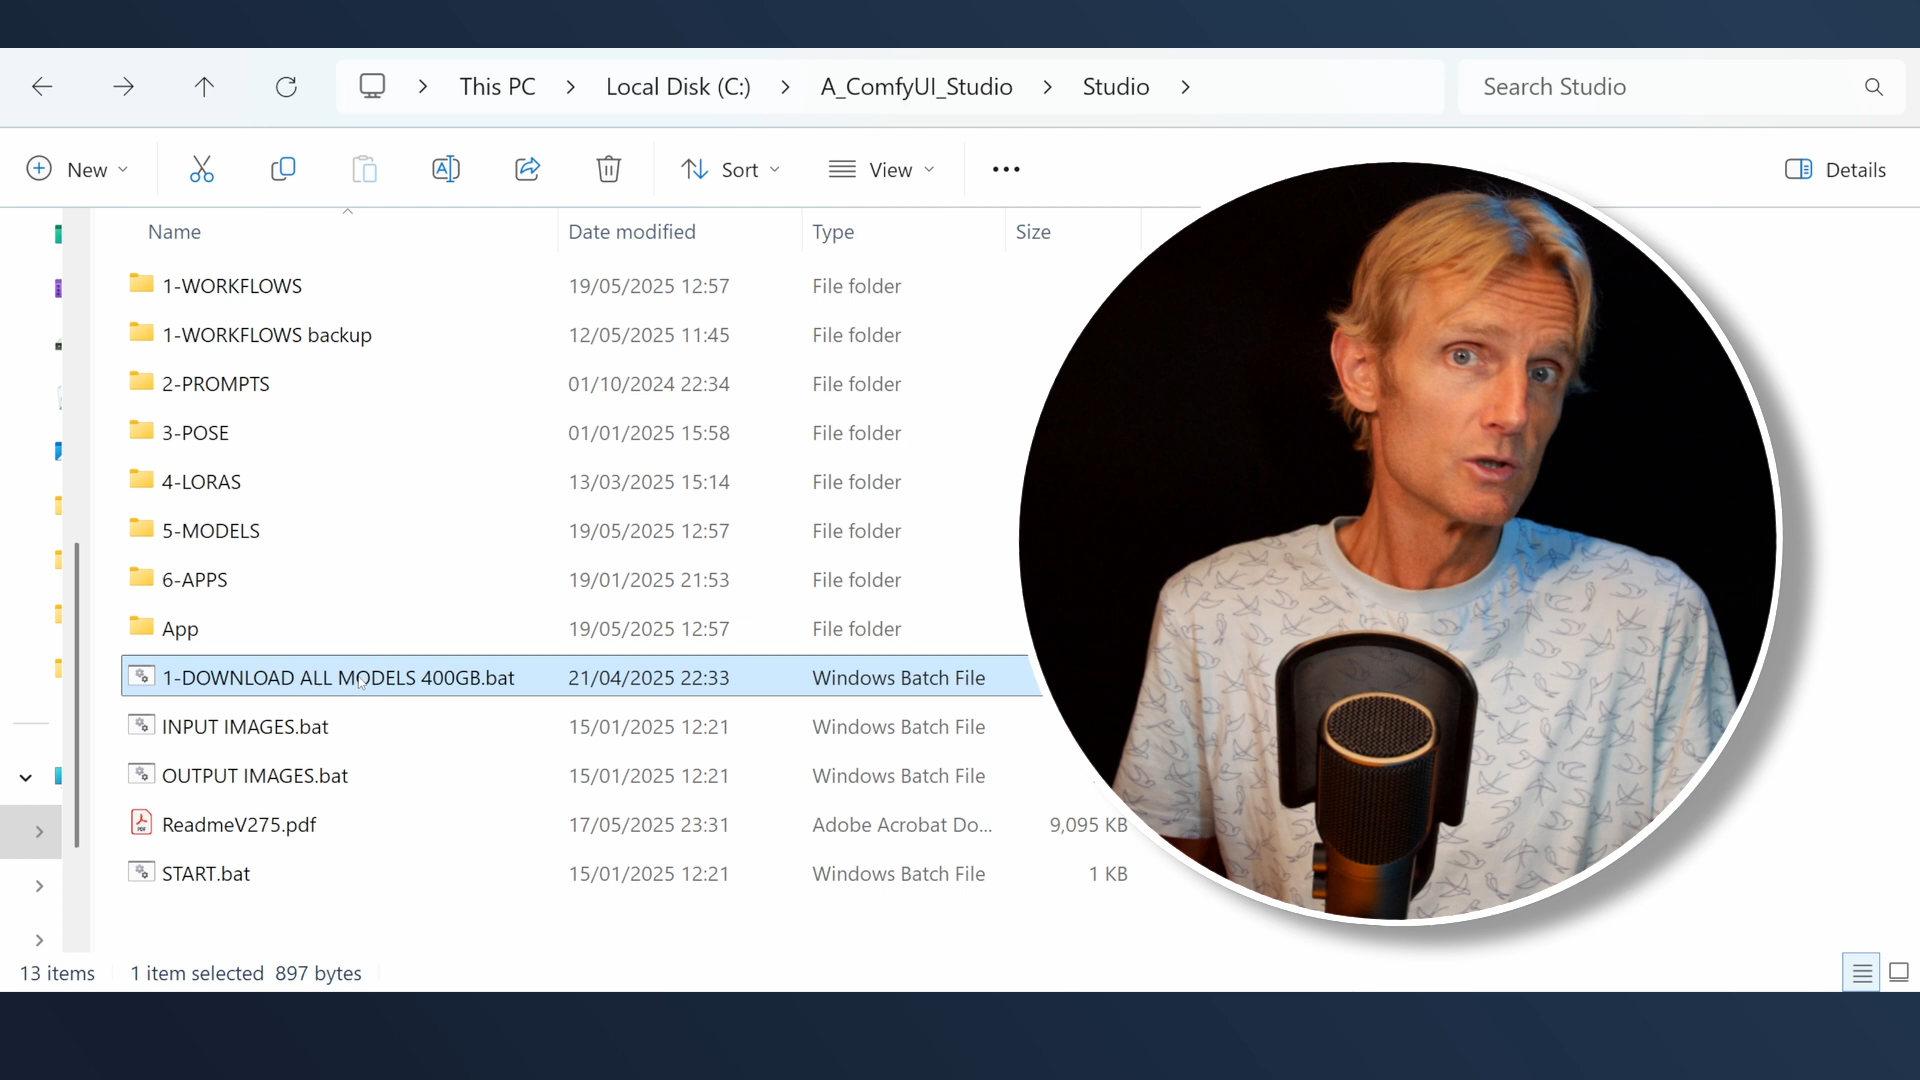 This PC > Local Disk (C:) > A_ComfyUI_Studio > Studio >
Search Studio
New
Sort
View
Details
Name Date modified Type Size
1-WORKFLOWS 19/05/2025 12:57 File folder
1-WORKFLOWS backup 12/05/2025 11:45 File folder
2-PROMPTS 01/10/2024 22:34 File folder
3-POSE 01/01/2025 15:58 File folder
4-LORAS 13/03/2025 15:14 File folder
5-MODELS 19/05/2025 12:57 File folder
6-APPS 19/01/2025 21:53 File folder
App 19/05/2025 12:57 File folder
1-DOWNLOAD ALL MODELS 400GB.bat 21/04/2025 22:33 Windows Batch File
INPUT IMAGES.bat 15/01/2025 12:21 Windows Batch File
OUTPUT IMAGES.bat 15/01/2025 12:21 Windows Batch File
ReadmeV275.pdf 17/05/2025 23:31 Adobe Acrobat Do... 9,095 KB
START.bat 15/01/2025 12:21 Windows Batch File 1 KB
13 items 1 item selected 897 bytes